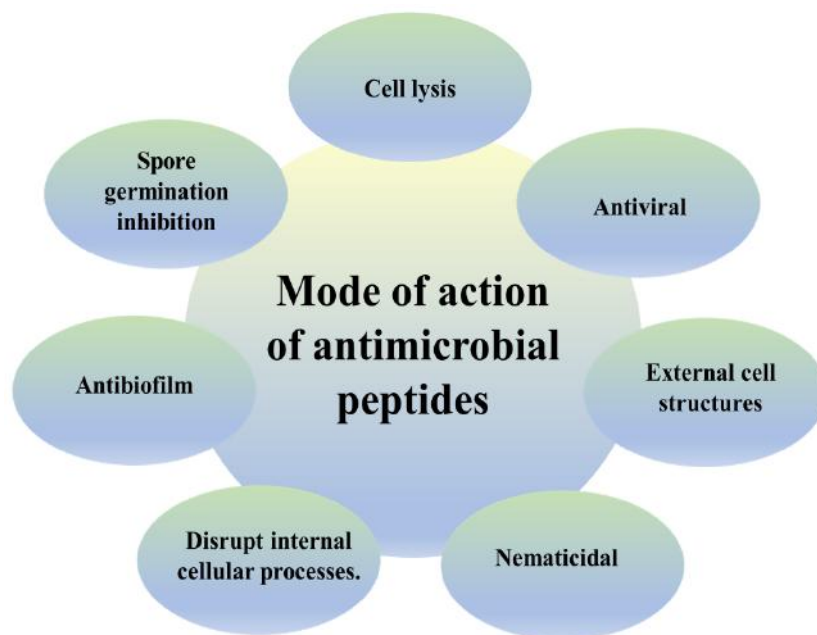 Cell lysis
Antiviral
External cell
structures
Nematicidal
Disrupt internal
cellular processes.
Antibiofilm
Spore
germination
inhibition
Mode of action
of antimicrobial
peptides